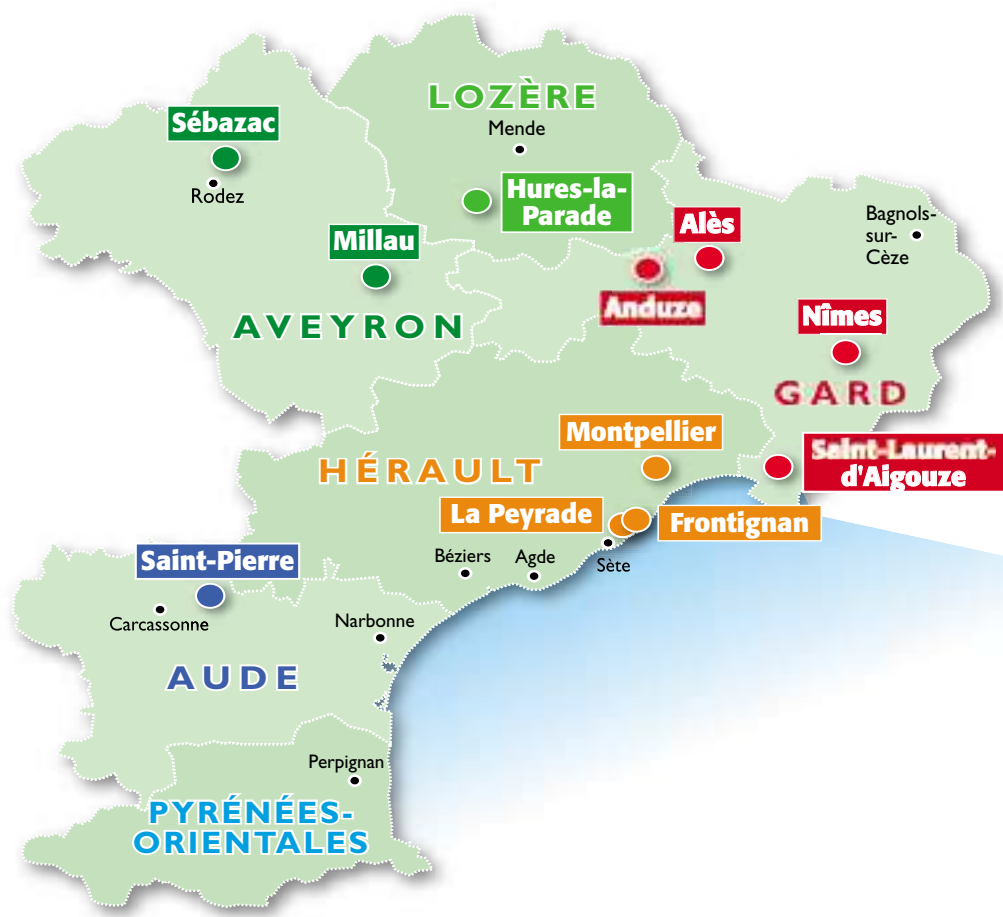 LOZÈRE
Sébazac
Mende
Rodez
Hures-la-
Parade
Bagnols-
sur-
Cèze
Alès
Millau
Anduze
Nîmes
AVEYRON
GARD
Montpellier
HÉRAULT
Saint-Laurent-
d'Aigouze
La Peyrade
Frontignan
Saint-Pierre
Béziers
Agde
Sète
Carcassonne
Narbonne
AUDE
Perpignan
PYRÉNÉES-
ORIENTALES